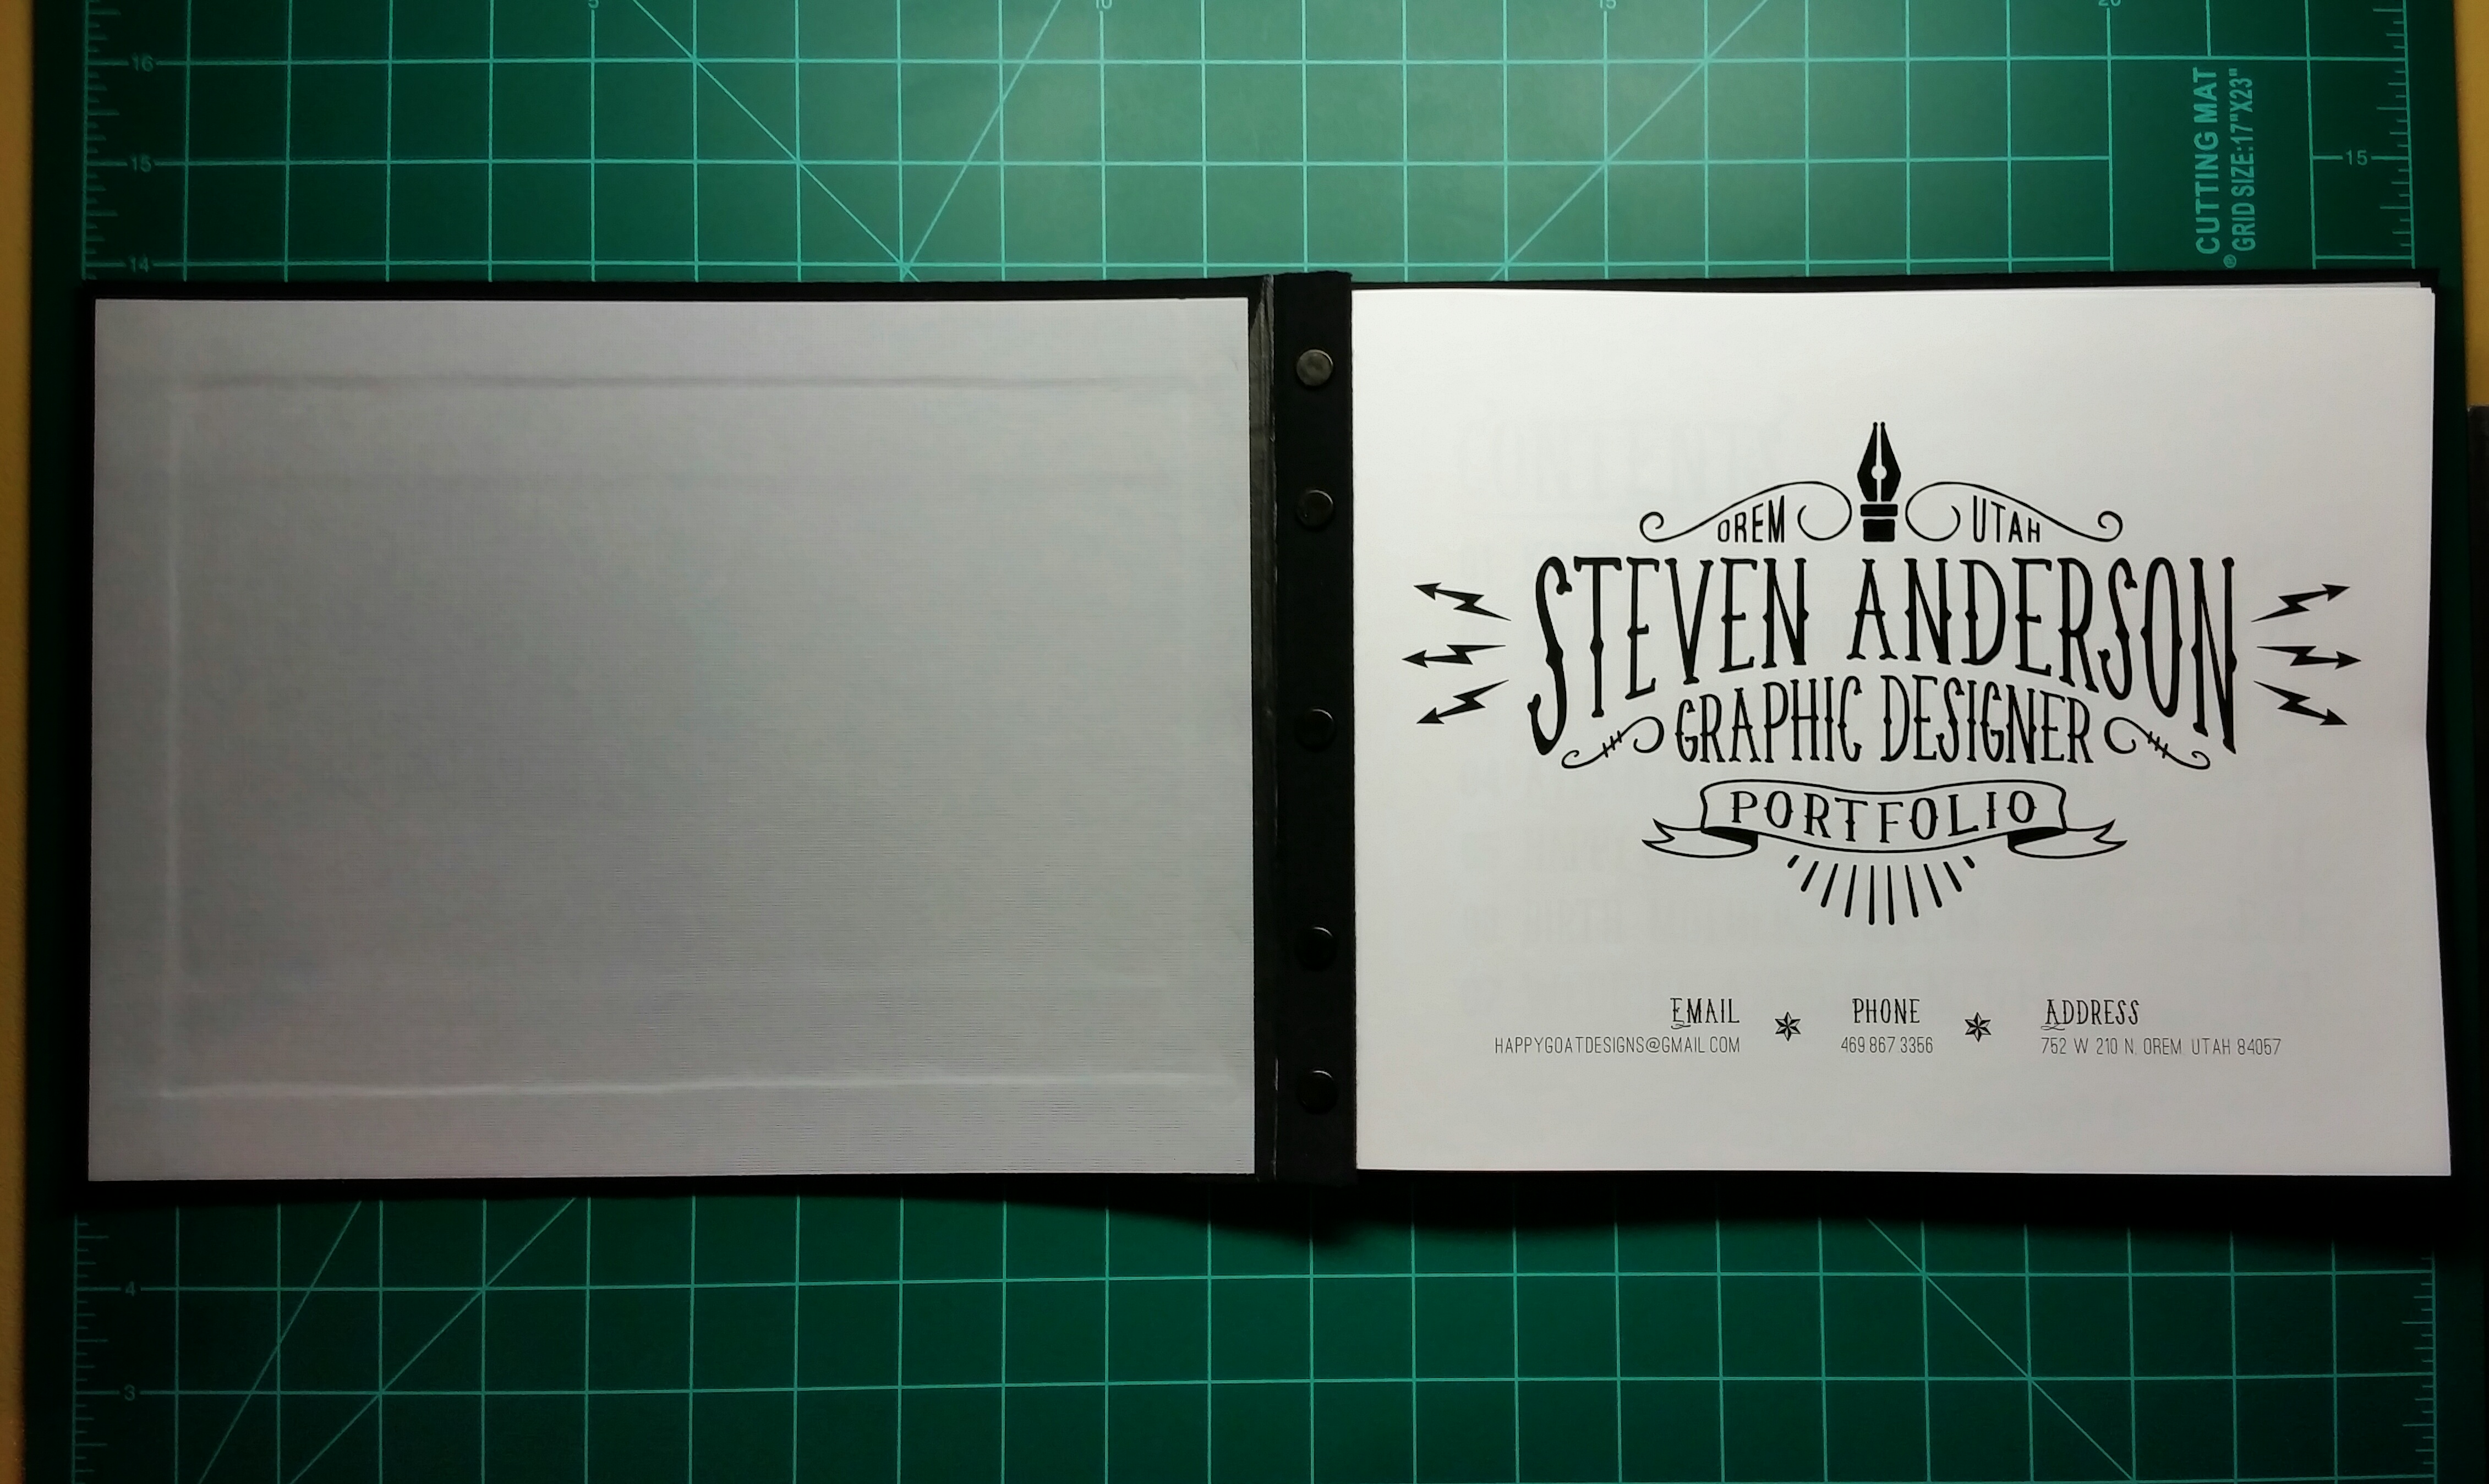 5 10 15 20
16
15
14
CUTTING MAT
® GRID SIZE:17"X23"
15
OREM UTAH
STEVEN ANDERSON
GRAPHIC DESIGNER
PORTFOLIO
EMAIL PHONE ADDRESS
HAPPYGOATDESIGNS@GMAIL.COM 469 867 3356 752 W 210 N. OREM, UTAH 84057
4
3